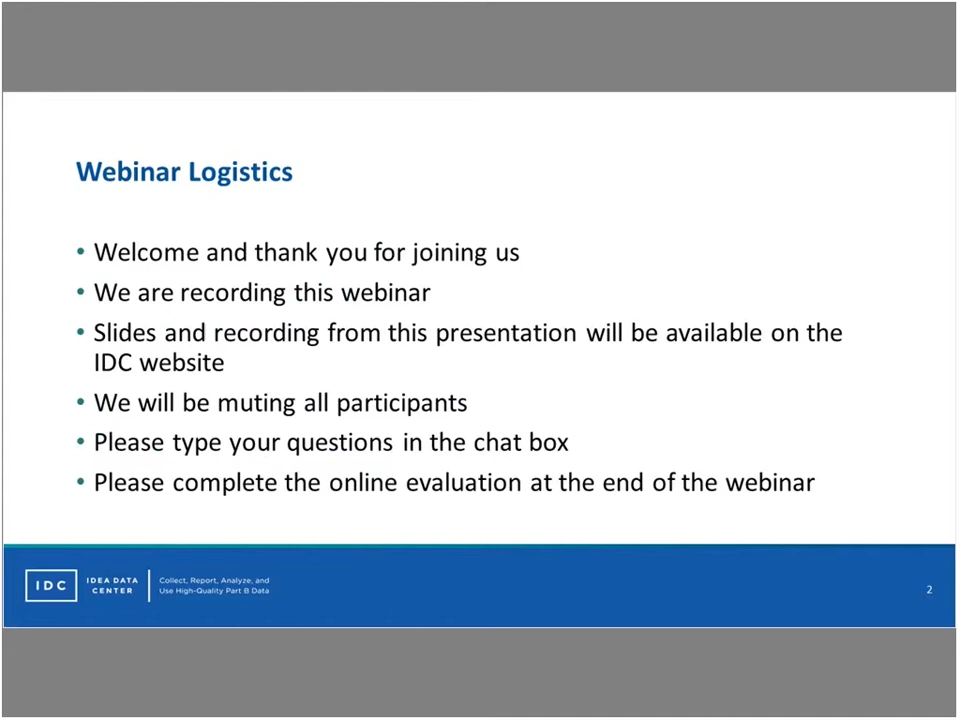 Webinar Logistics
• Welcome and thank you for joining us
• We are recording this webinar
• Slides and recording from this presentation will be available on the
IDC website
• We will be muting all participants
• Please type your questions in the chat box
• Please complete the online evaluation at the end of the webinar
IDC
IDEA DATA
CENTER
Collect, Report, Analyze, and
Use High-Quality Part B Data
2